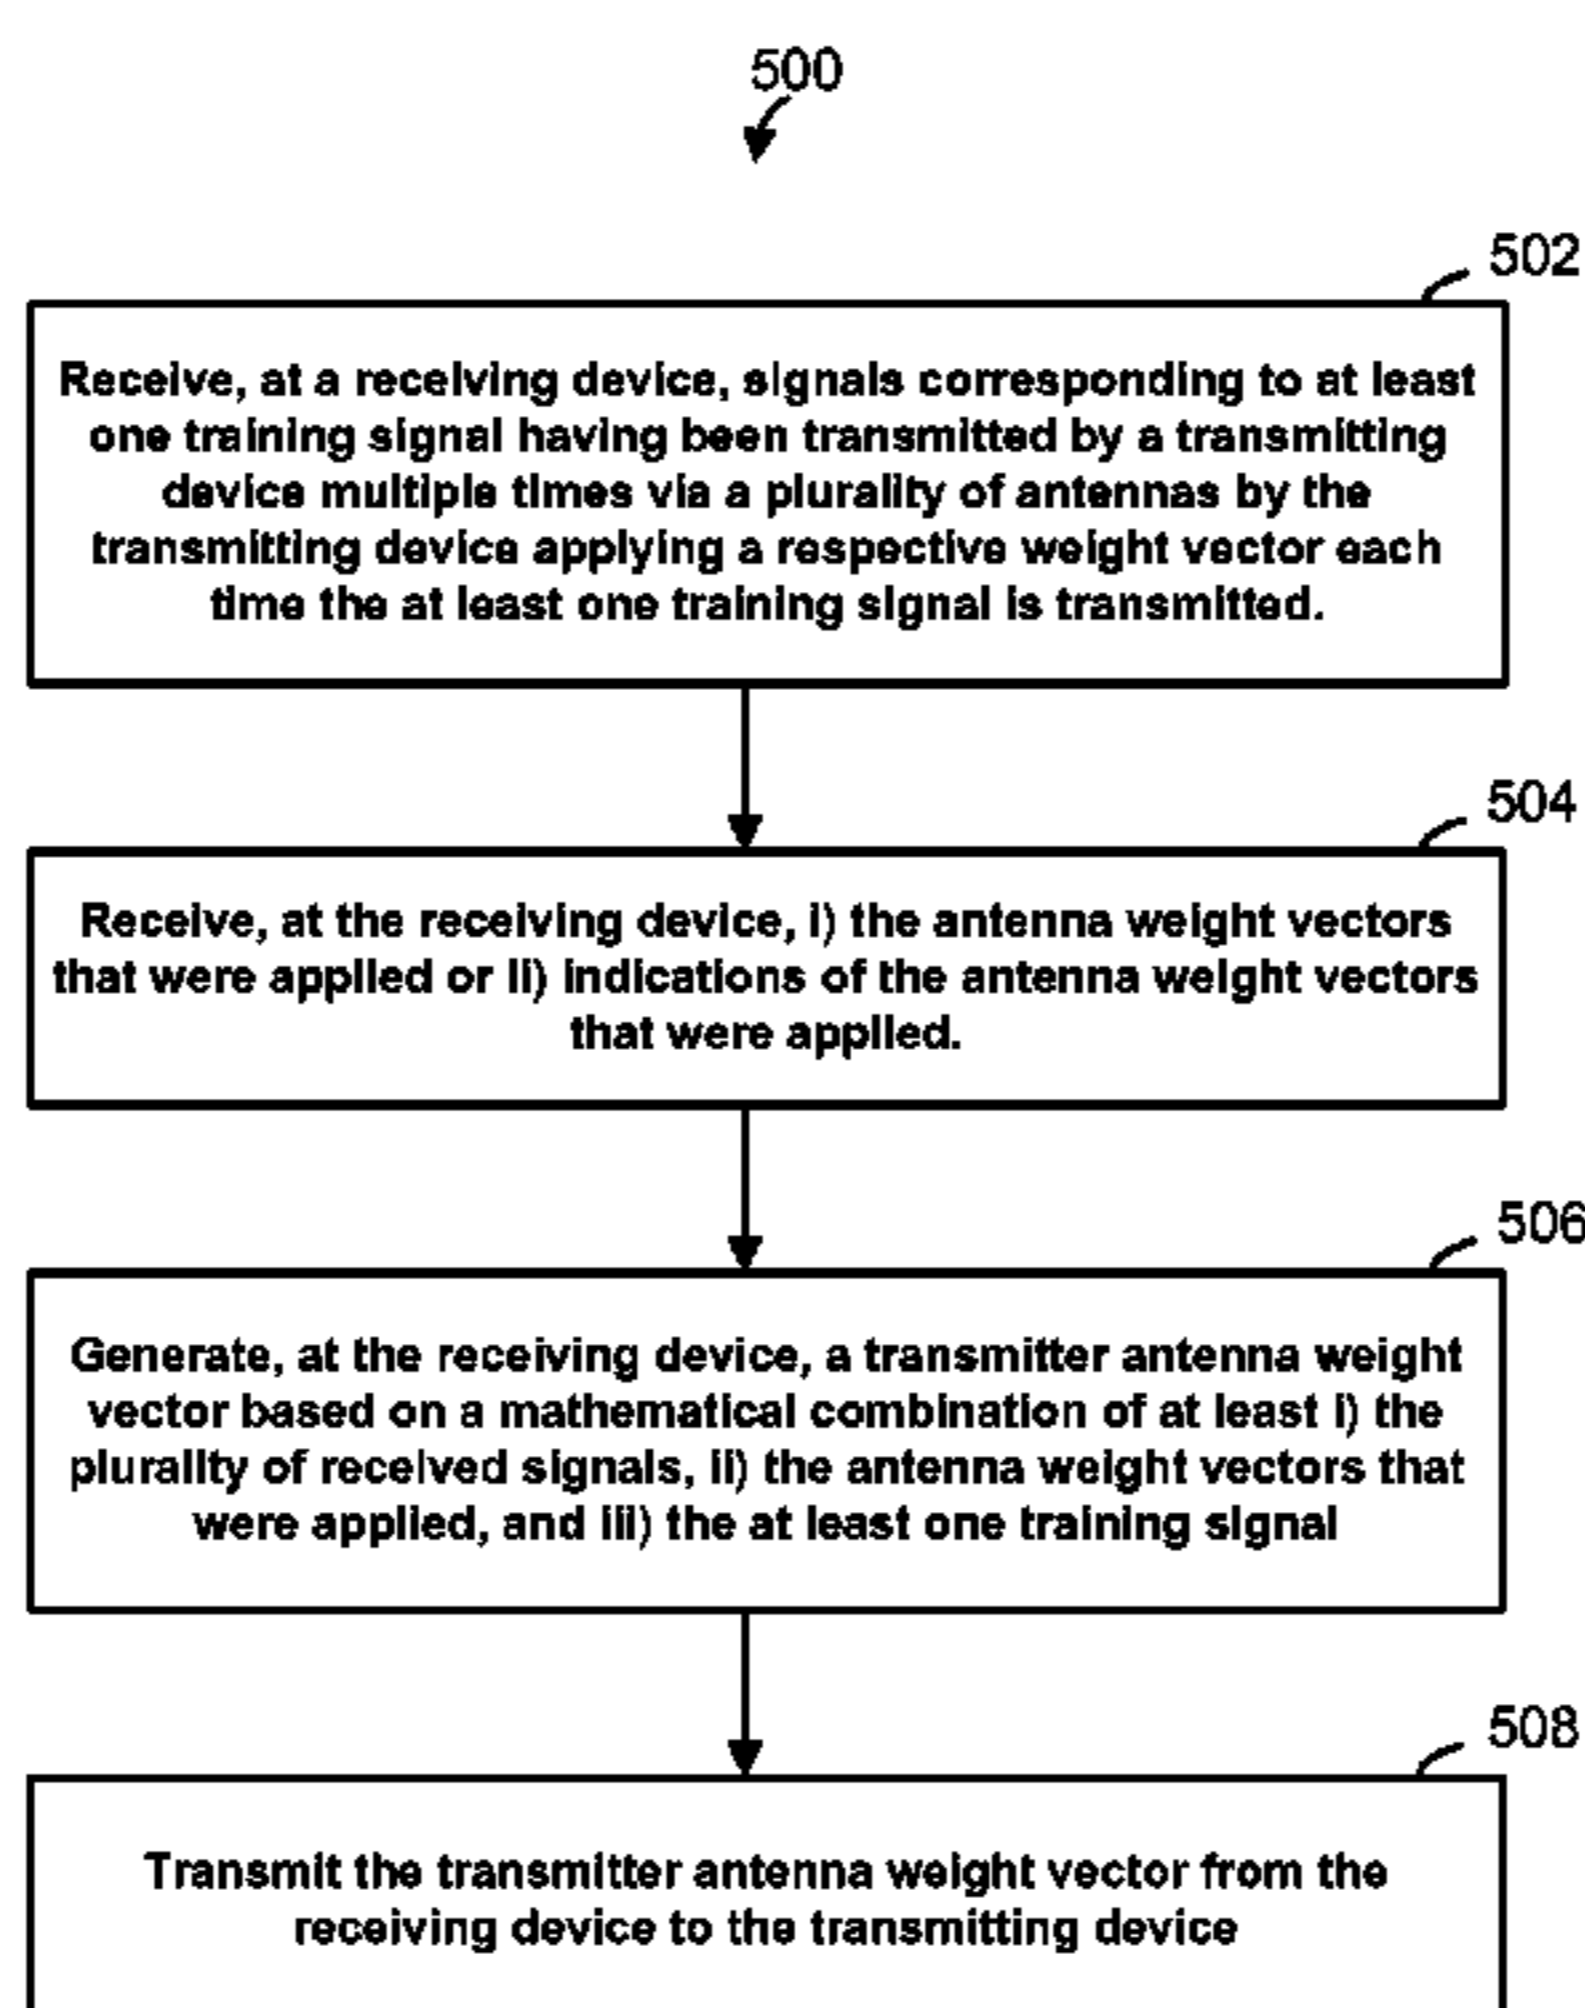 500
502
Receive, at a receiving device, signals corresponding to at least
one training signal having been transmitted by a transmitting
device multiple times via a plurality of antennas by the
transmitting device applying a respective weight vector each
time the at least one training signal is transmitted.
504
Receive, at the receiving device, i) the antenna weight vectors
that were applied or ii) indications of the antenna weight vectors
that were applied.
506
Generate, at the receiving device, a transmitter antenna weight
vector based on a mathematical combination of at least i) the
plurality of received signals, ii) the antenna weight vectors that
were applied, and iii) the at least one training signal
508
Transmit the transmitter antenna weight vector from the
receiving device to the transmitting device